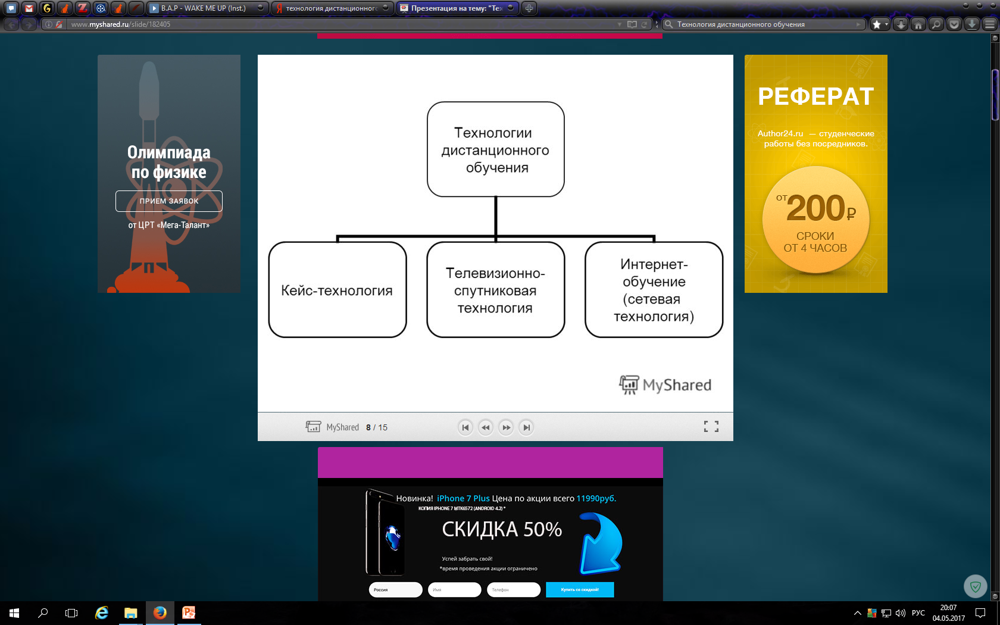 B.A.P - WAKE ME UP (Inst.)
технология дистанционного
Презентация на тему: "Тех
www.myshared.ru/slide/182405
Технология дистанционного обучения
Олимпиада
по физике
ПРИЕМ ЗАЯВОК
от ЦРТ «Мега-Талант»
Технологии
дистанционного
обучения
Кейс-технология
Телевизионно-
спутниковая
технология
Интернет-
обучение
(сетевая
технология)
MyShared
РЕФЕРАТ
Author24.ru — студенческие
работы без посредников.
ОТ 200 ₽
СРОКИ
ОТ 4 ЧАСОВ
MyShared 8 / 15
Новинка! iPhone 7 Plus Цена по акции всего 11990руб.
КОПИЯ IPHONE 7 MTK6572 (ANDROID 4.2) *
СКИДКА 50%
Успей забрать свой!
*время проведения акции ограничено
Россия
Имя
Телефон
Купить со скидкой!
РУС
20:07
04.05.2017